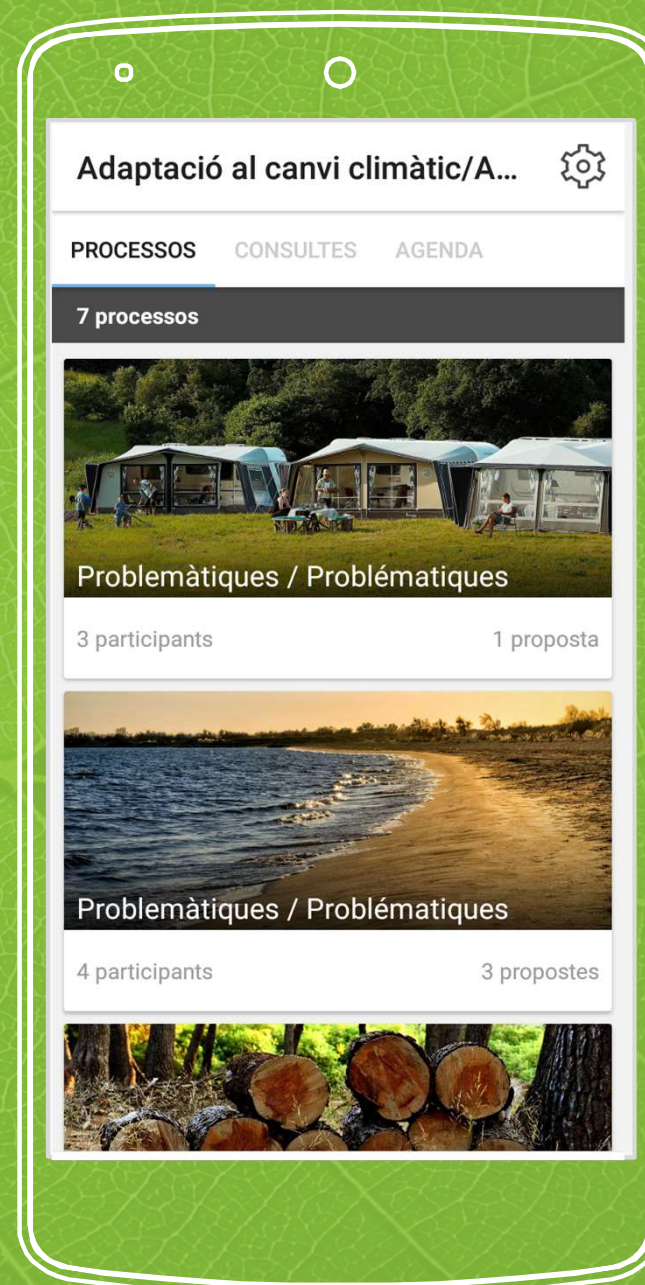 Adaptació al canvi climàtic/A...
PROCESSOS CONSULTES AGENDA
7 processos
Problemàtiques / Problématiques
3 participants 1 proposta
Problemàtiques / Problématiques
4 participants 3 propostes